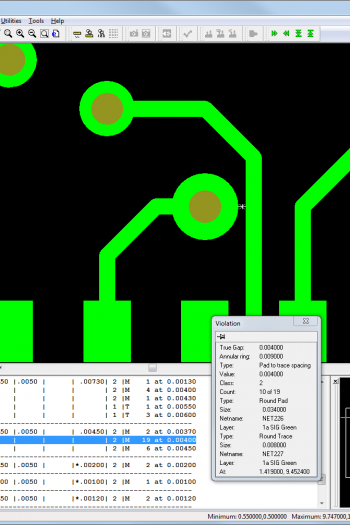 Utilities Tools Help
Violation
True Gap: 0.004000
Annular ring: 0.009000
Type: Pad to trace spacing
Value: 0.004000
Class: 2
Count: 10 of 19
Type: Round Pad
Size: 0.034000
Netname: NET226
Layer: 1a SIG Green
Type: Round Trace
Size: 0.008000
Netname: NET227
Layer: 1a SIG Green
At: 1.419000, 9.452400
50 |.0050 | | .00730| 2 |M 1 at 0.00130
| 2 |M 4 at 0.00400
| 2 |M 1 at 0.00430
| 1 |T 1 at 0.00550
| 1 |T 3 at 0.00600
50 |.0050 | | .00450| 2 |M 2 at 0.00370
| 2 |M 19 at 0.00400
| 2 |M 6 at 0.00450
50 |.0050 | |*.00200| 2 |M 2 at 0.00200
00 |.0050 | |*.00100| 2 |M 1 at 0.00100
50 |.0050 | |*.00120| 2 |M 2 at 0.00120
Minimum: 0.550000,0.500000 Maximum: 9.747000,1